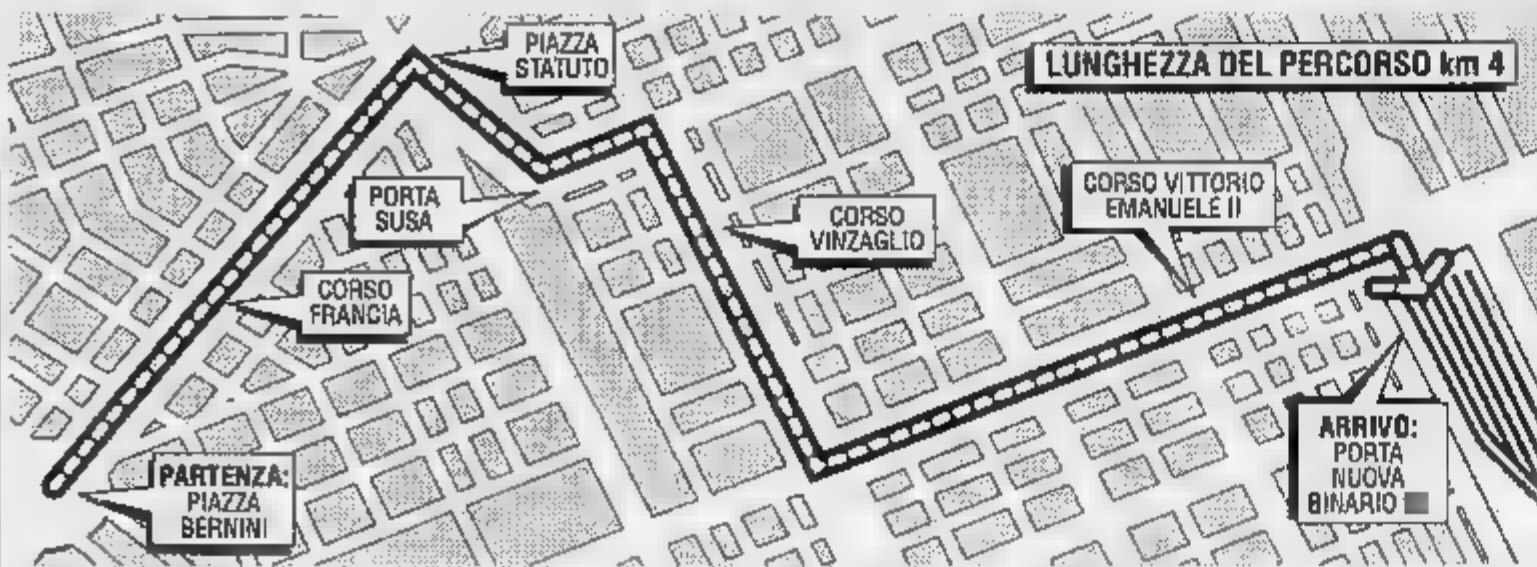 PIAZZA
STATUTO
LUNGHEZZA DEL PERCORSO km 4
PORTA
SUSA
CORSO
VINZAGLIO
CORSO VITTORIO
EMANUELE II
CORSO
FRANCIA
PARTENZA:
PIAZZA
BERNINI
ARRIVO:
PORTA
NUOVA
BINARIO